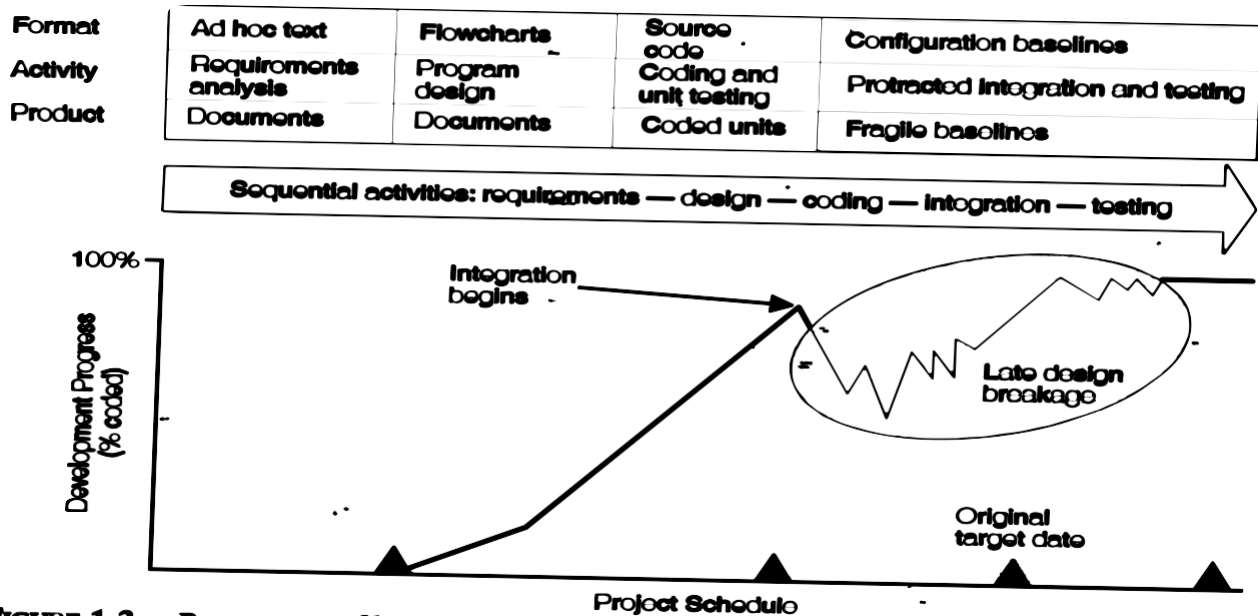 Format
Ad hoc text
Flowcharts
Source
code
Configuration baselines
Activity
Requirements
analysis
Program
design
Coding and
unit testing
Protracted integration and testing
Product
Documents
Documents
Coded units
Fragile baselines
Sequential activities: requirements — design — coding — integration — testing
100%
Integration
begins
Late design
breakage
Development Progress
(% coded)
Original
target date
Project Schedule